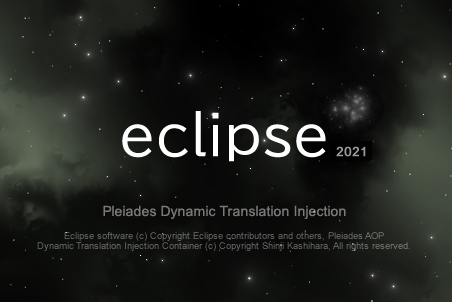 eclipse
2021
Pleiades Dynamic Translation Injection
Eclipse software (c) Copyright Eclipse contributors and others, Pleiades AOP
Dynamic Translation Injection Container (c) Copyright Shinji Kashihara, All rights reserved.